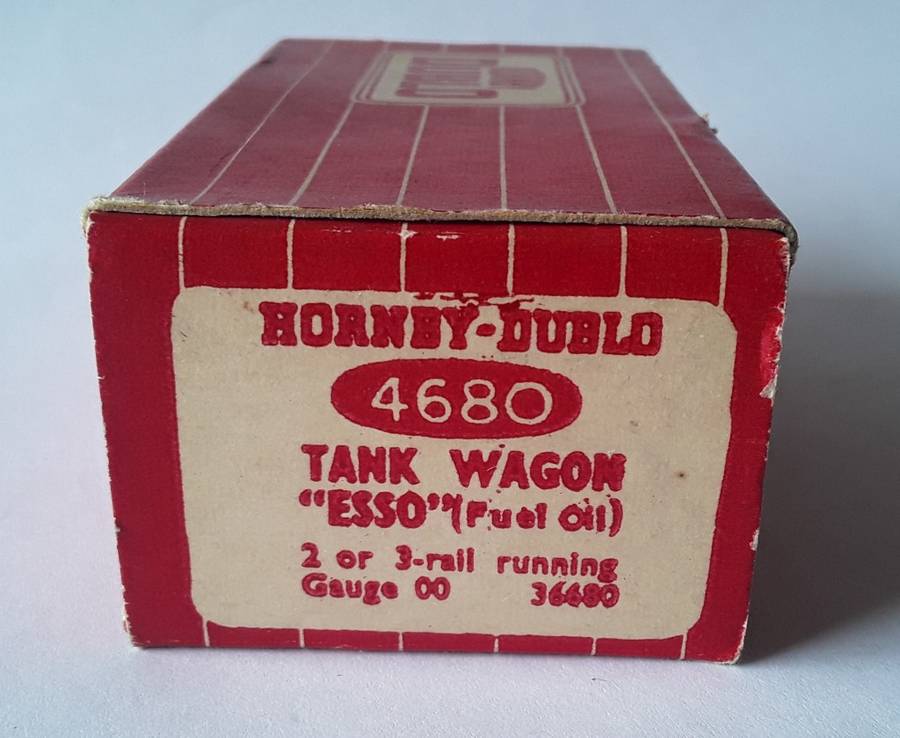 HORNBY-DUBLO
4680
TANK WAGON
"ESSO" (Fuel Oil)
2 or 3-rail running
Gauge 00 36680